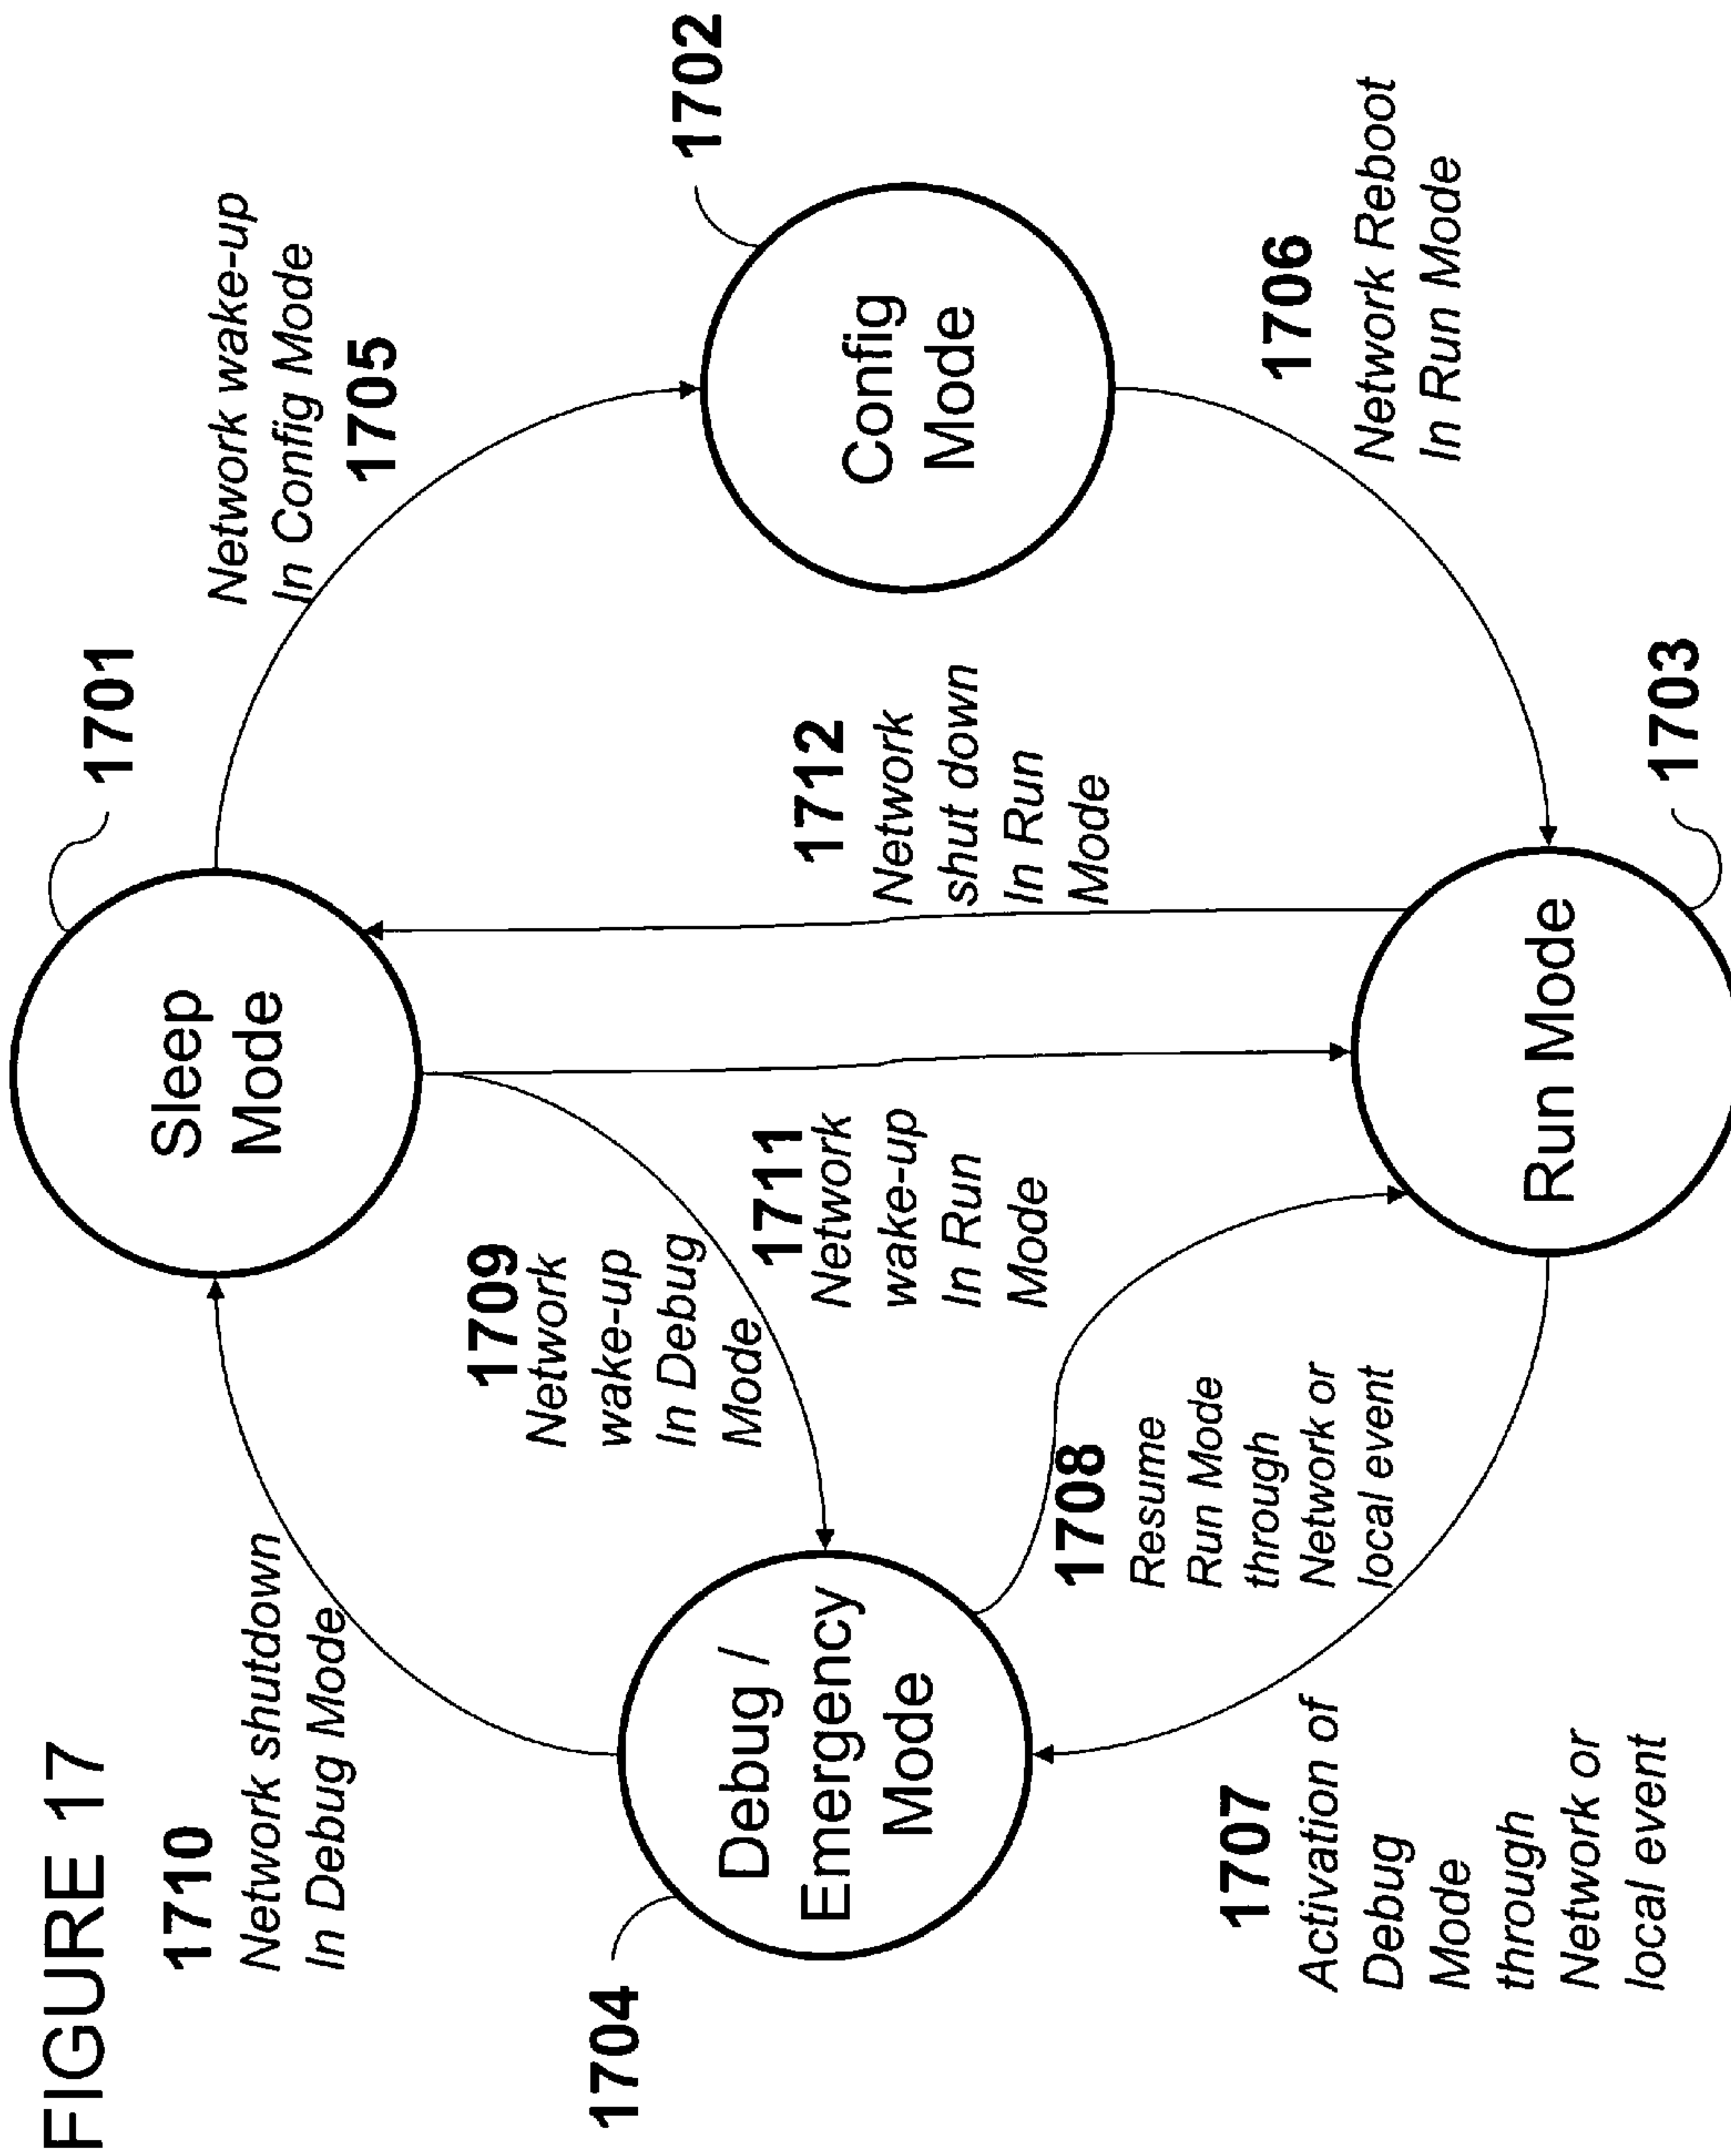 FIGURE 17
1701
Sleep
Mode
1710
Network shutdown
In Debug Mode
Network wake-up
In Config Mode
1705
1709
Network
wake-up
In Debug
Mode
1704
Debug /
Emergency
Mode
1702
Config
Mode
1711
Network
wake-up
In Run
Mode
1712
Network
shut down
In Run
Mode
1708
Resume
Run Mode
through
Network or
local event
1707
Activation of
Debug
Mode
through
Network or
local event
1706
Network Reboot
In Run Mode
Run Mode
1703